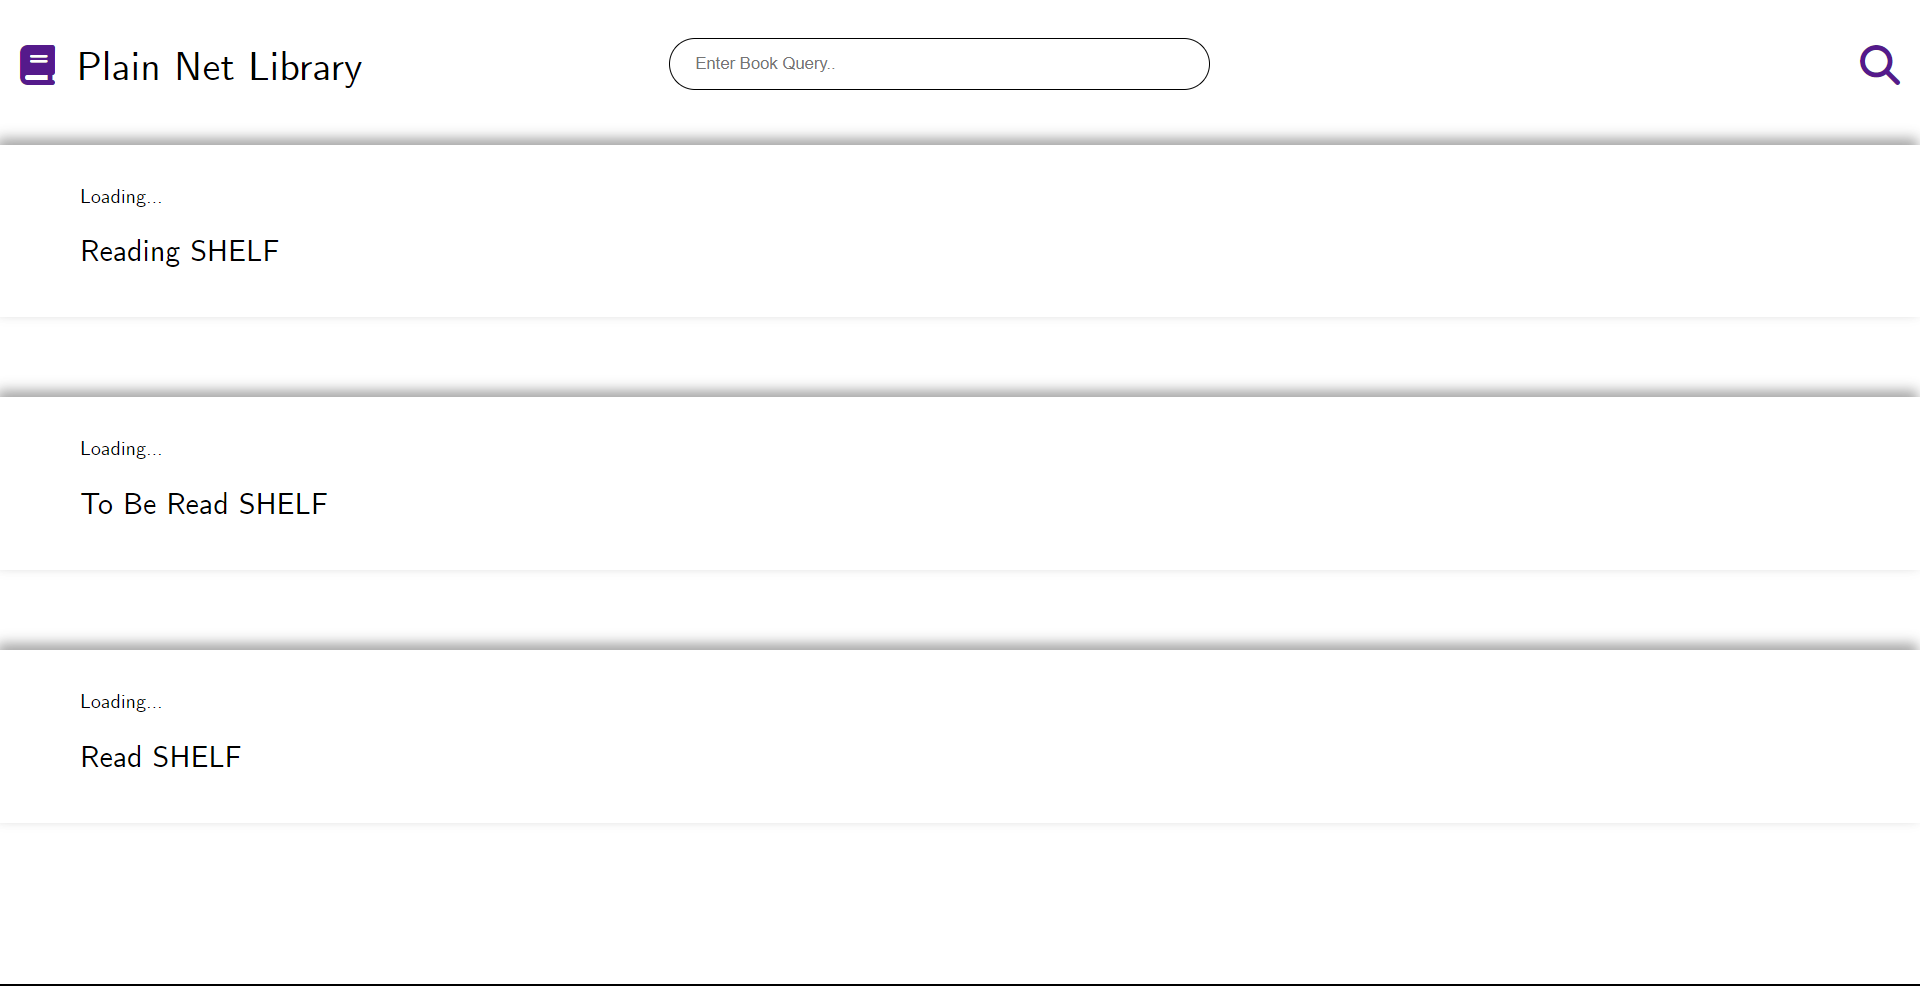 Plain Net Library
Enter Book Query..
Loading...
Reading SHELF
Loading...
To Be Read SHELF
Loading...
Read SHELF